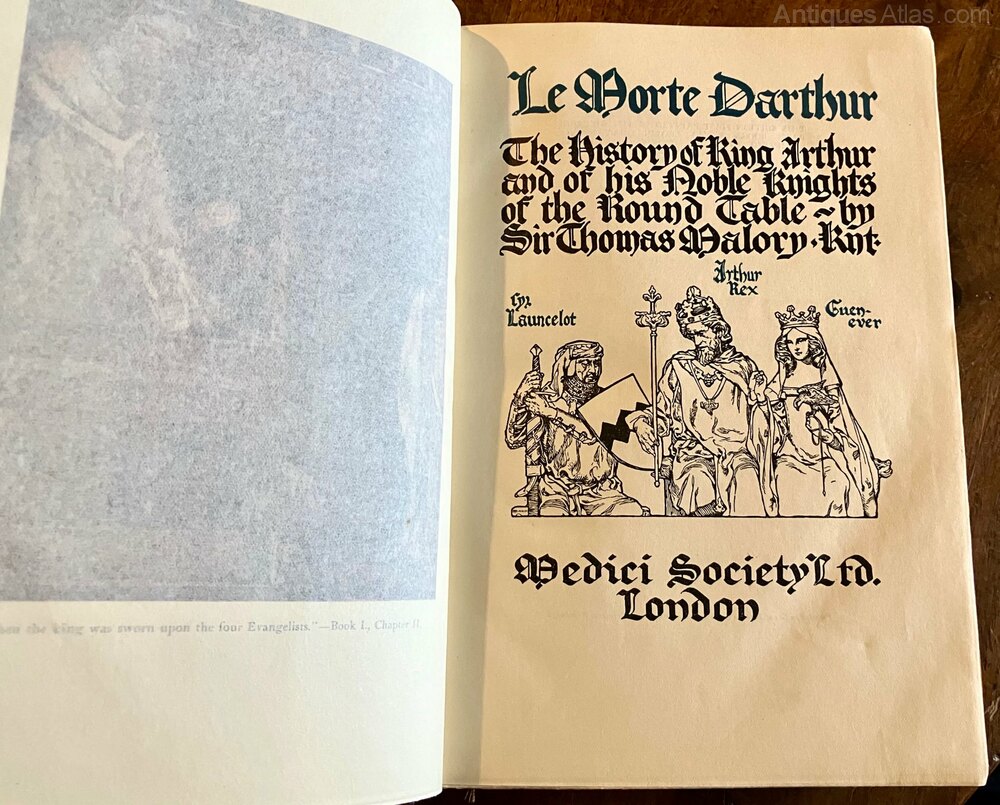 AntiquesAtlas.com
Le Morte Darthur
The History of King Arthur
and of his Noble Knights
of the Round Table ~ by
Sir Thomas Malory · Knt ·
Arthur
Rex
Syr
Launcelot
Guen-
ever
Medici Society Ltd.
London
the king was sworn upon the four Evangelists."—Book I., Chapter II.